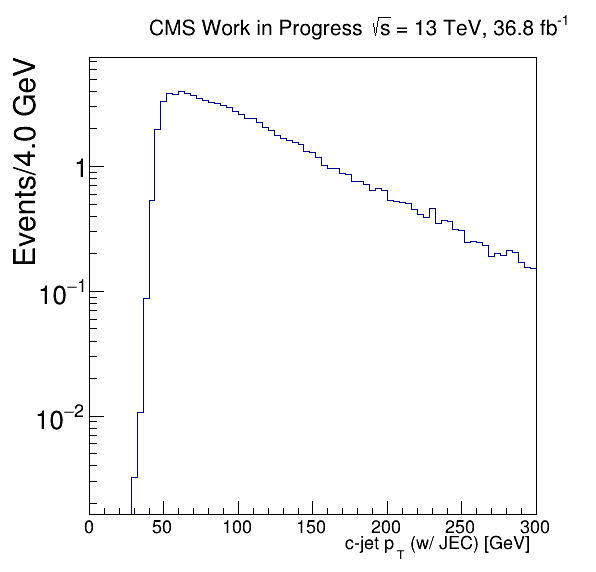 CMS Work in Progress √s = 13 TeV, 36.8 fb⁻¹
Events/4.0 GeV
1
10⁻¹
10⁻²
0 50 100 150 200 250 300
c-jet p_T (w/ JEC) [GeV]